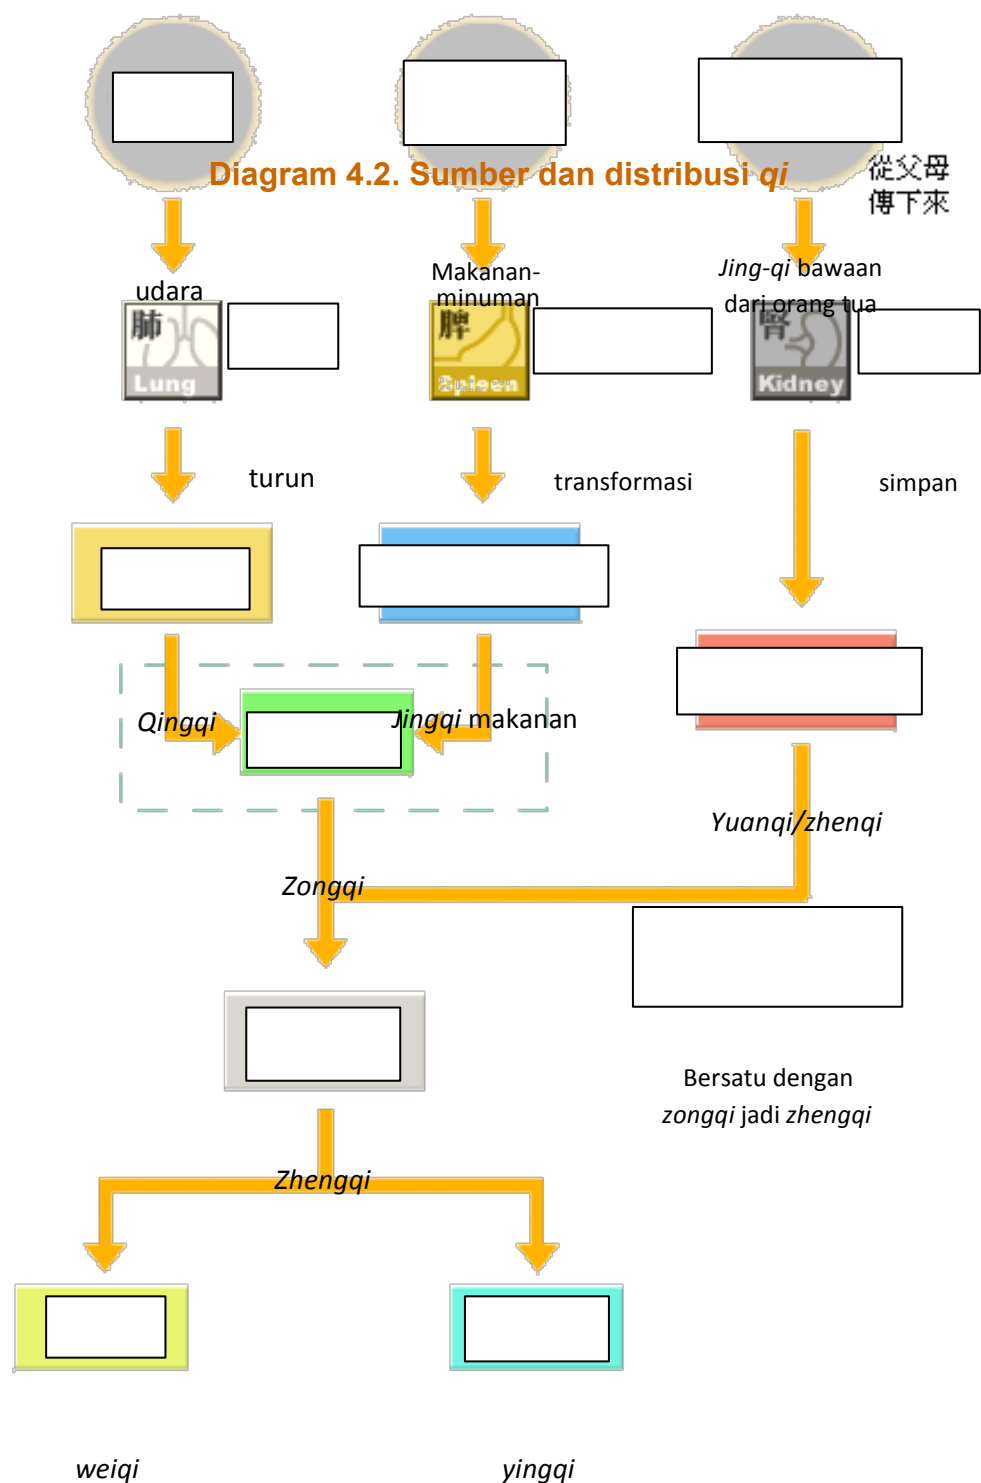 Diagram 4.2. Sumber dan distribusi qi
從父母
傳下來
udara
Makanan-
minuman
Jing-qi bawaan
dari orang tua
肺
Lung
脾
Spleen
腎
Kidney
turun
transformasi
simpan
Qingqi
Jingqi makanan
Yuanqi/zhenqi
Zongqi
Bersatu dengan
zongqi jadi zhengqi
Zhengqi
weiqi
yingqi